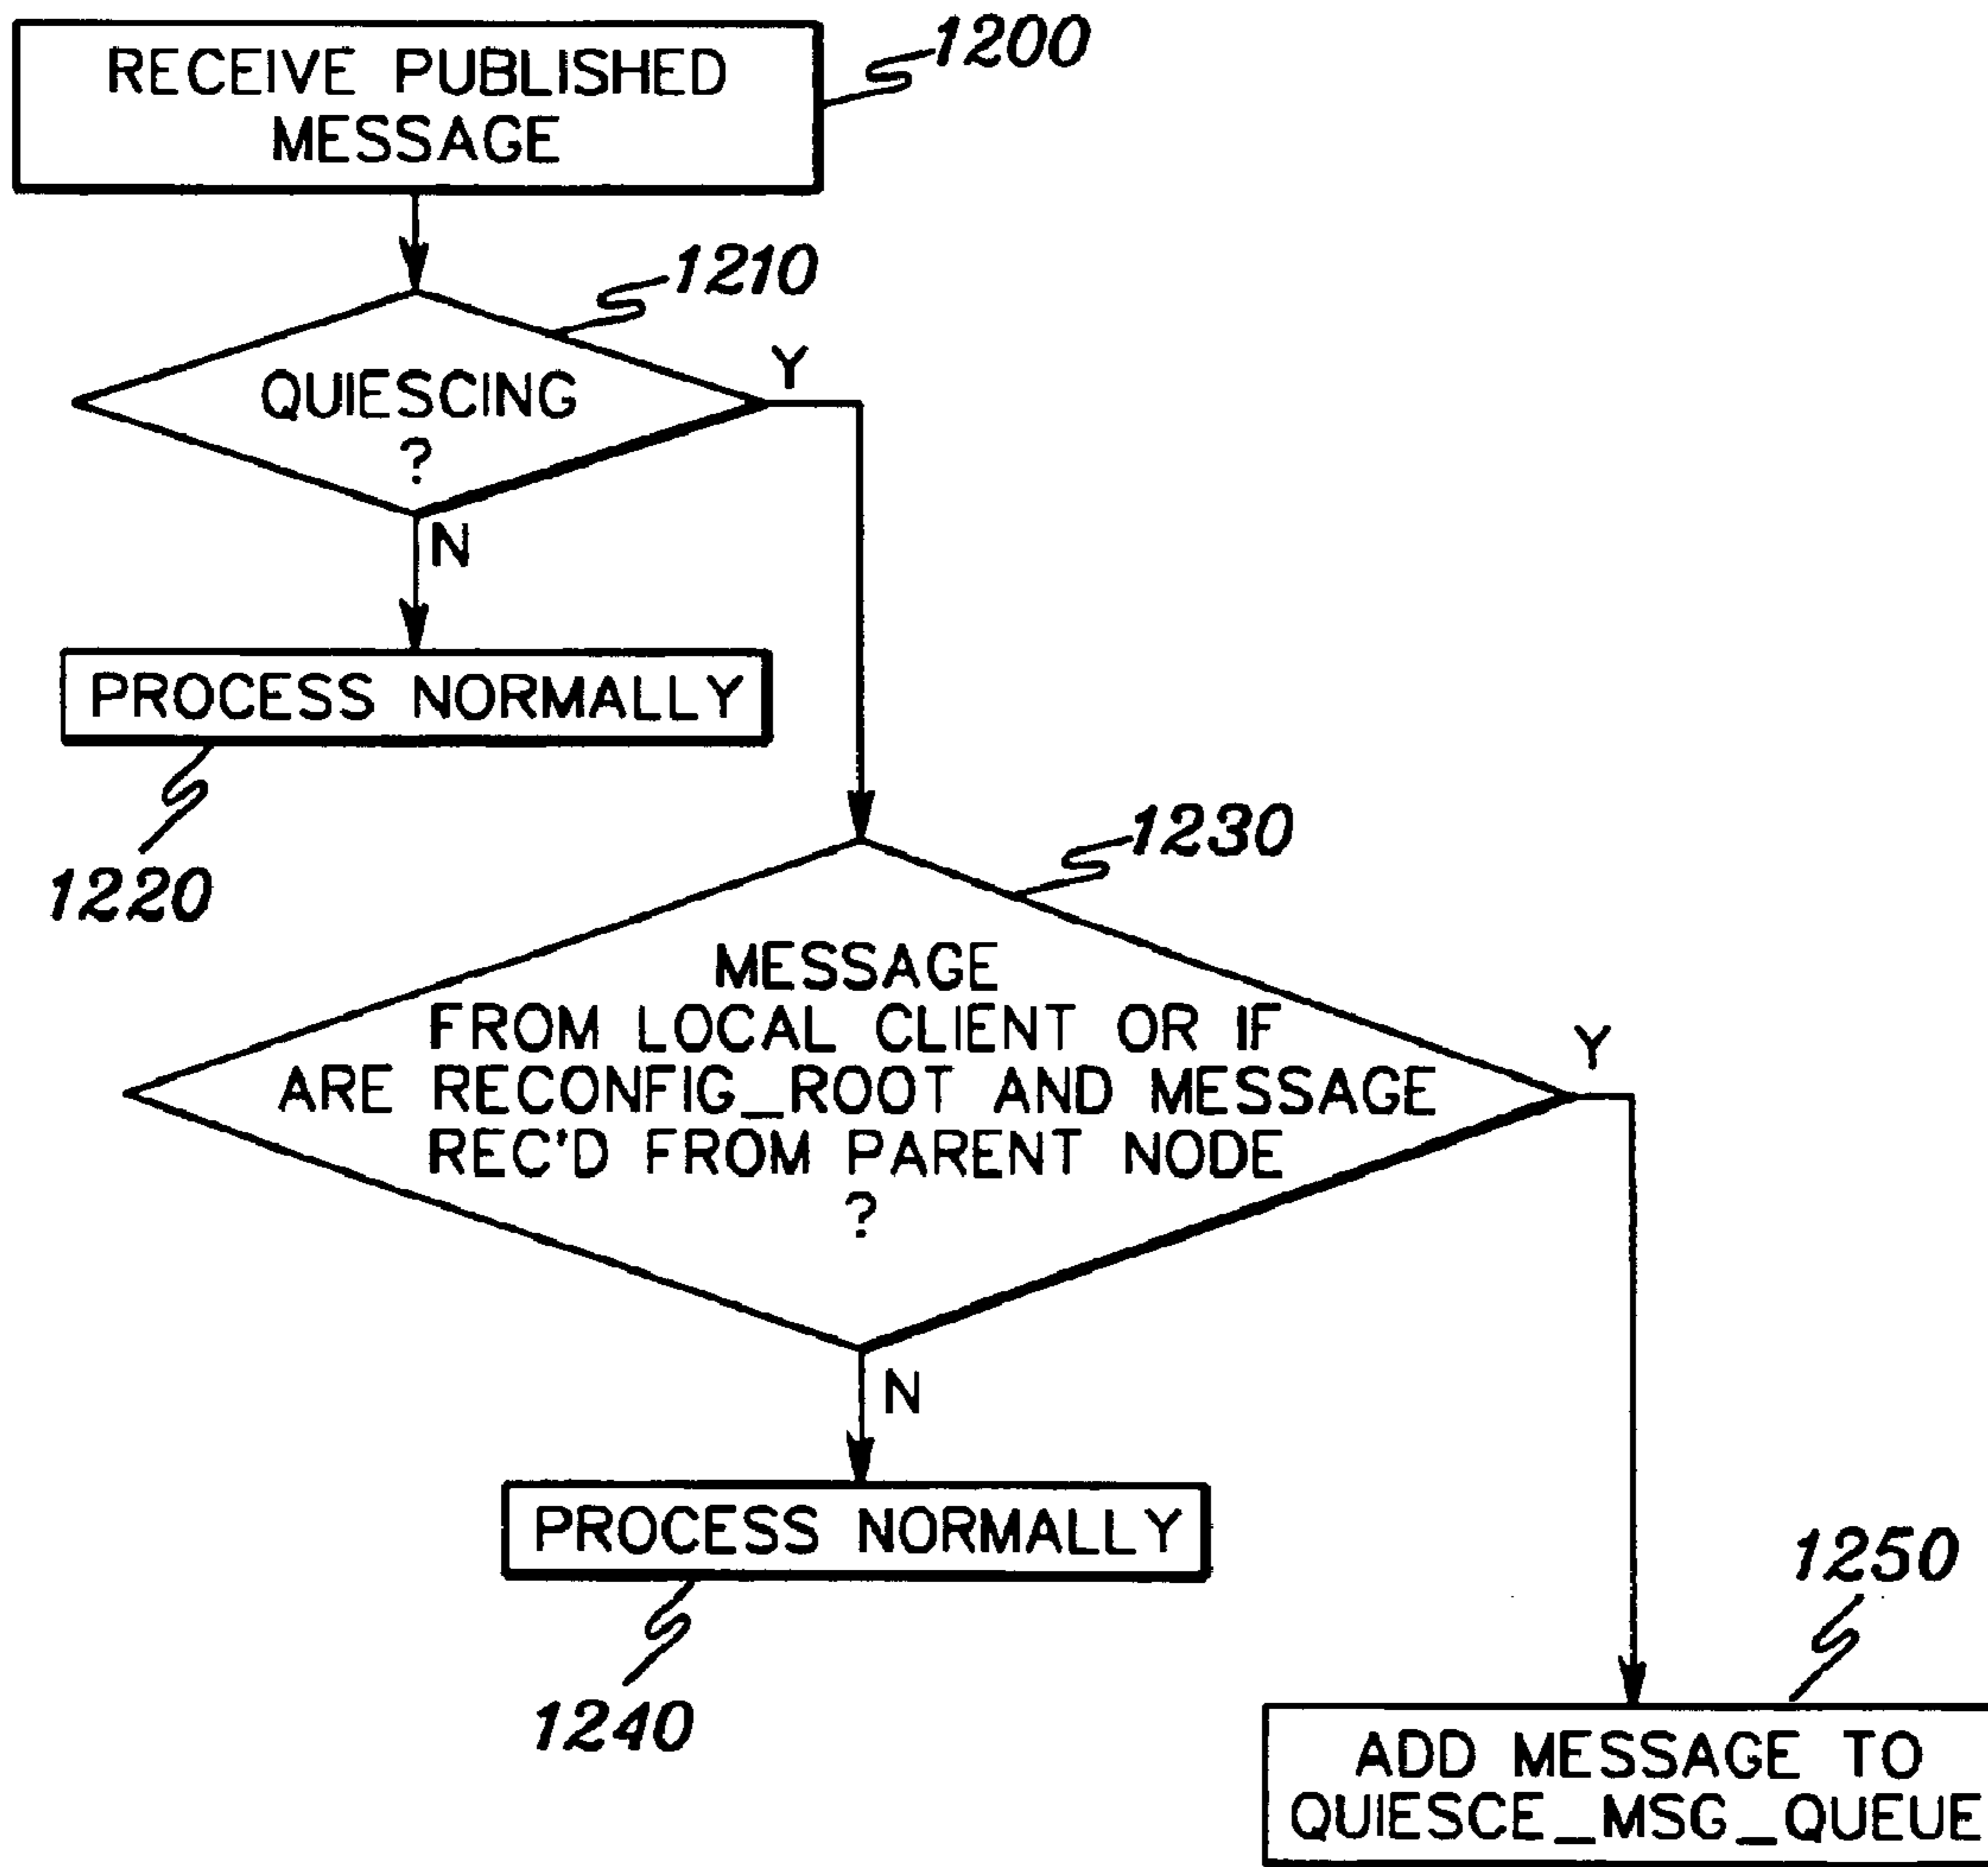 RECEIVE PUBLISHED
MESSAGE
1200
1210
QUIESCING
?
Y
N
PROCESS NORMALLY
1220
1230
MESSAGE
FROM LOCAL CLIENT OR IF
ARE RECONFIG_ROOT AND MESSAGE
REC'D FROM PARENT NODE
?
Y
N
PROCESS NORMALLY
1240
1250
ADD MESSAGE TO
QUIESCE_MSG_QUEUE